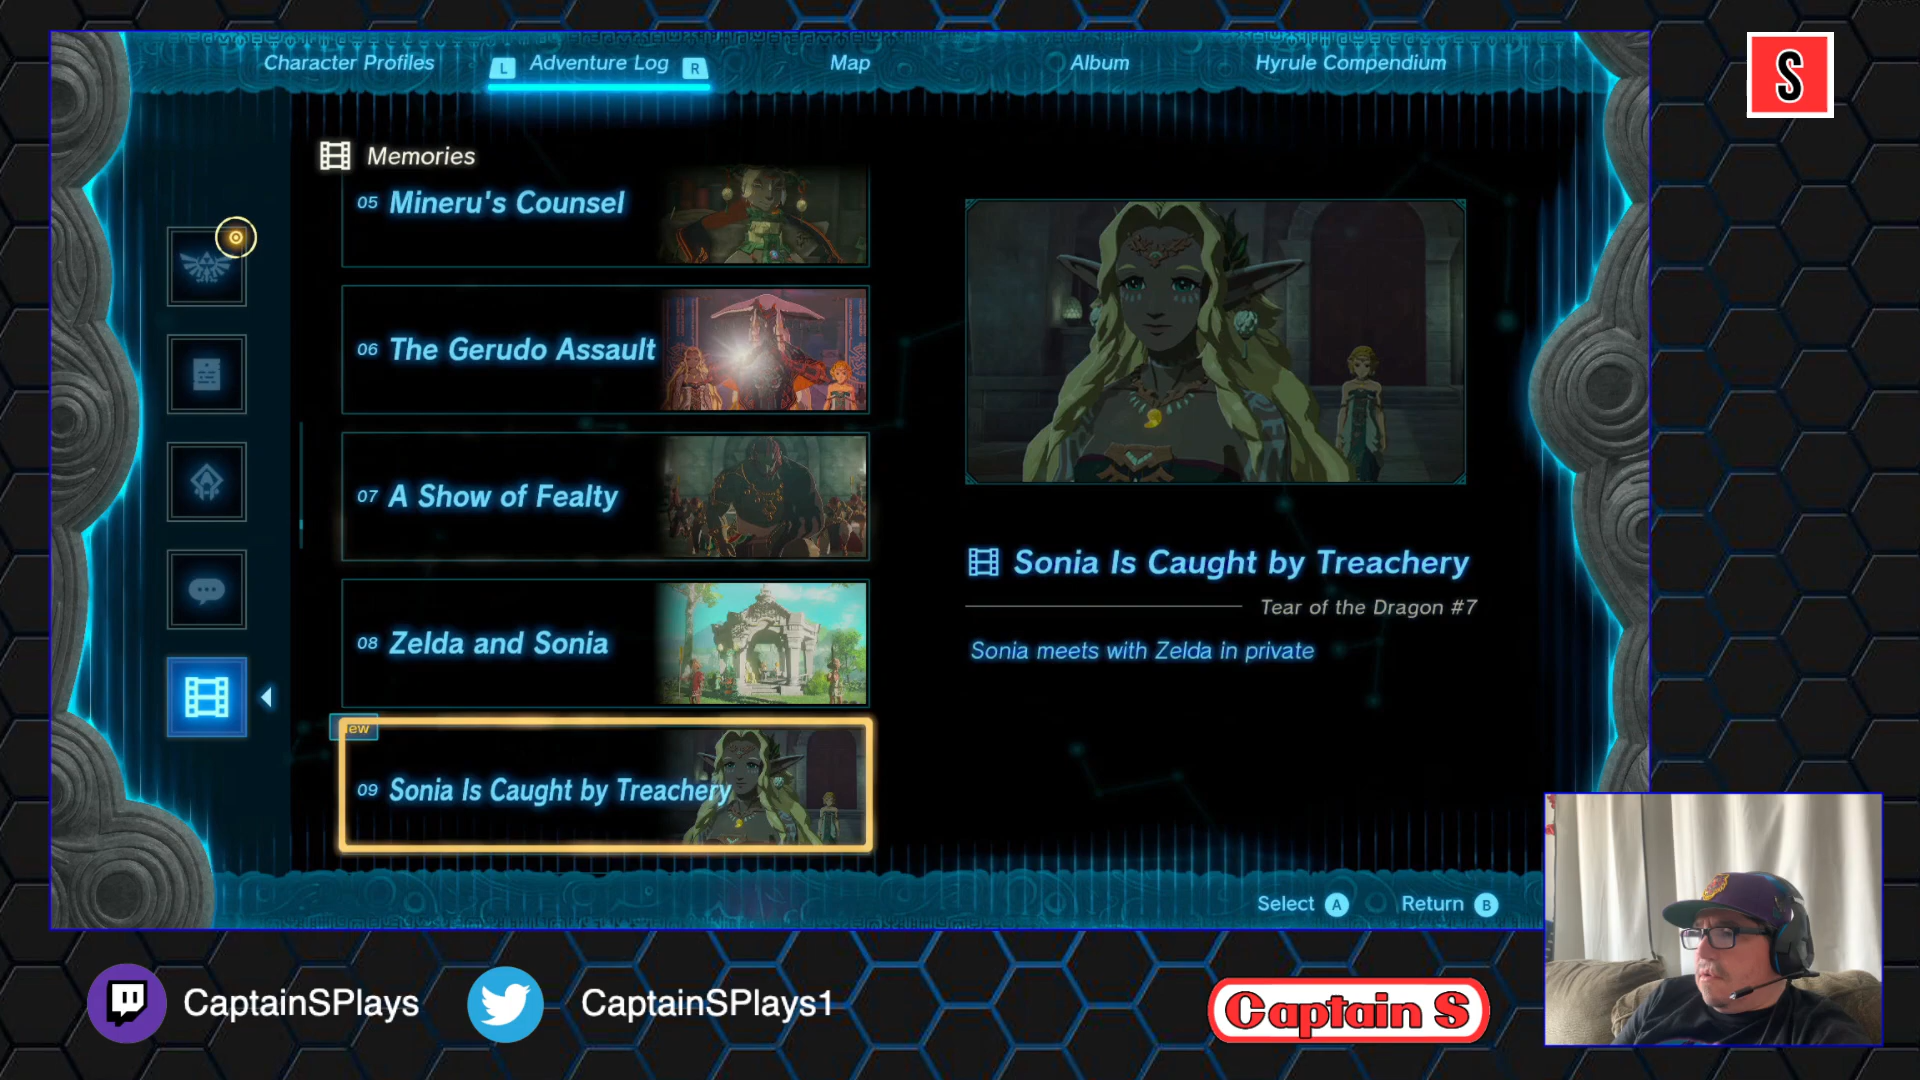 Character Profiles
L Adventure Log R
Map
Album
Hyrule Compendium
S
Memories
05 Mineru's Counsel
06 The Gerudo Assault
07 A Show of Fealty
08 Zelda and Sonia
ew
09 Sonia Is Caught by Treachery
Sonia Is Caught by Treachery
Tear of the Dragon #7
Sonia meets with Zelda in private
Select A
Return B
CaptainSPlays
CaptainSPlays1
Captain S